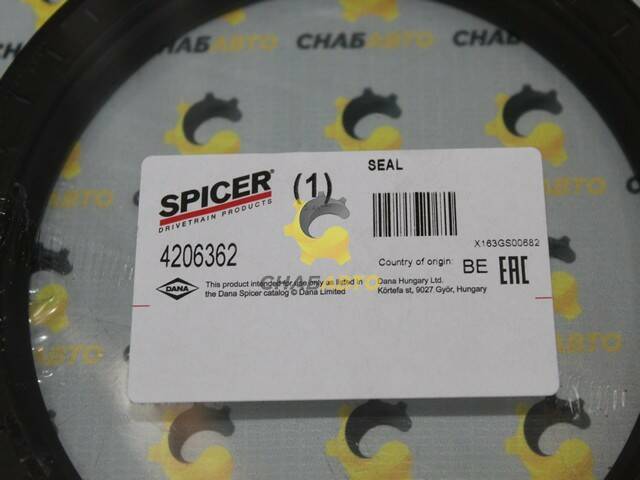 СНАБАВТО
СНАБАВТО
SEAL
SPICER® (1)
DRIVETRAIN PRODUCTS
X163GS00682
4206362
Country of origin: BE EAC
DANA
This product intended for use only as listed in
the Dana Spicer catalog © Dana Limited
Dana Hungary Ltd.
Körtefa st, 9027 Győr, Hungary
СНАБАВТО